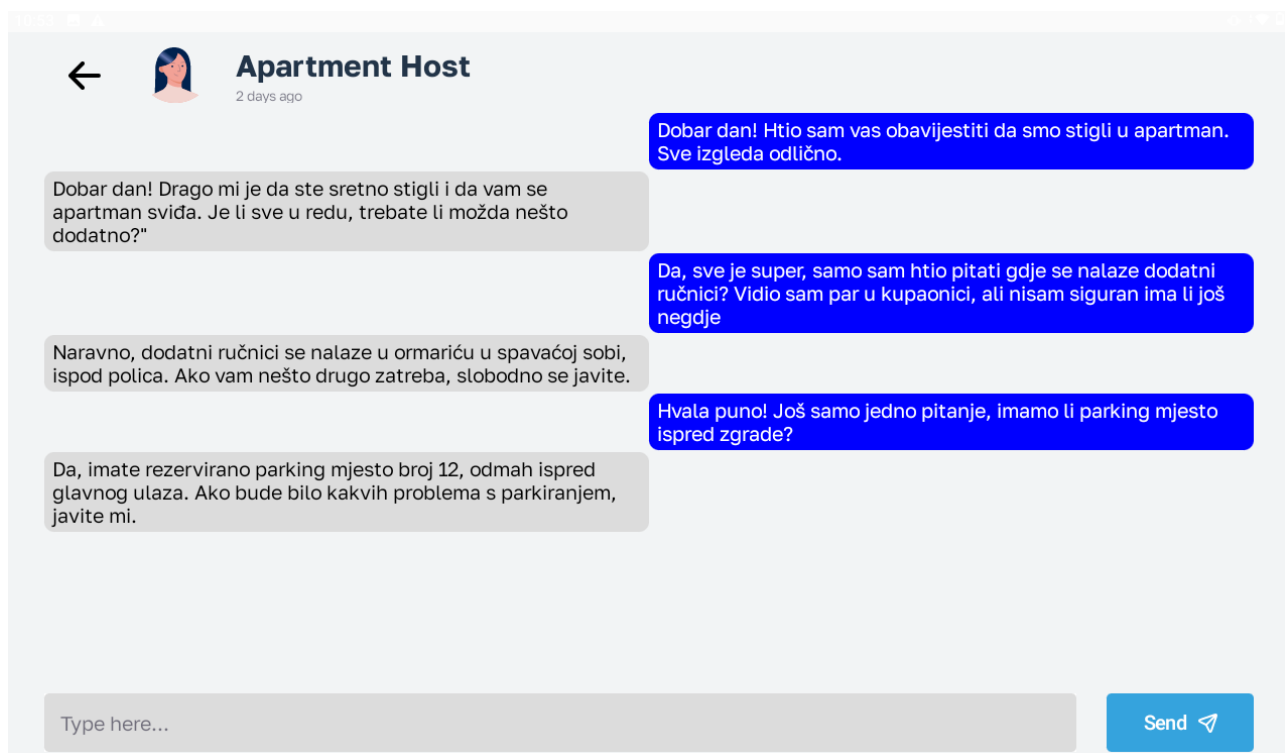 Apartment Host
2 days ago
Dobar dan! Htio sam vas obavijestiti da smo stigli u apartman.
Sve izgleda odlično.
Dobar dan! Drago mi je da ste sretno stigli i da vam se
apartman sviđa. Je li sve u redu, trebate li možda nešto
dodatno?"
Da, sve je super, samo sam htio pitati gdje se nalaze dodatni
ručnici? Vidio sam par u kupaonici, ali nisam siguran ima li još
negdje
Naravno, dodatni ručnici se nalaze u ormariću u spavaćoj sobi,
ispod polica. Ako vam nešto drugo zatreba, slobodno se javite.
Hvala puno! Još samo jedno pitanje, imamo li parking mjesto
ispred zgrade?
Da, imate rezervirano parking mjesto broj 12, odmah ispred
glavnog ulaza. Ako bude bilo kakvih problema s parkiranjem,
javite mi.
Type here...
Send